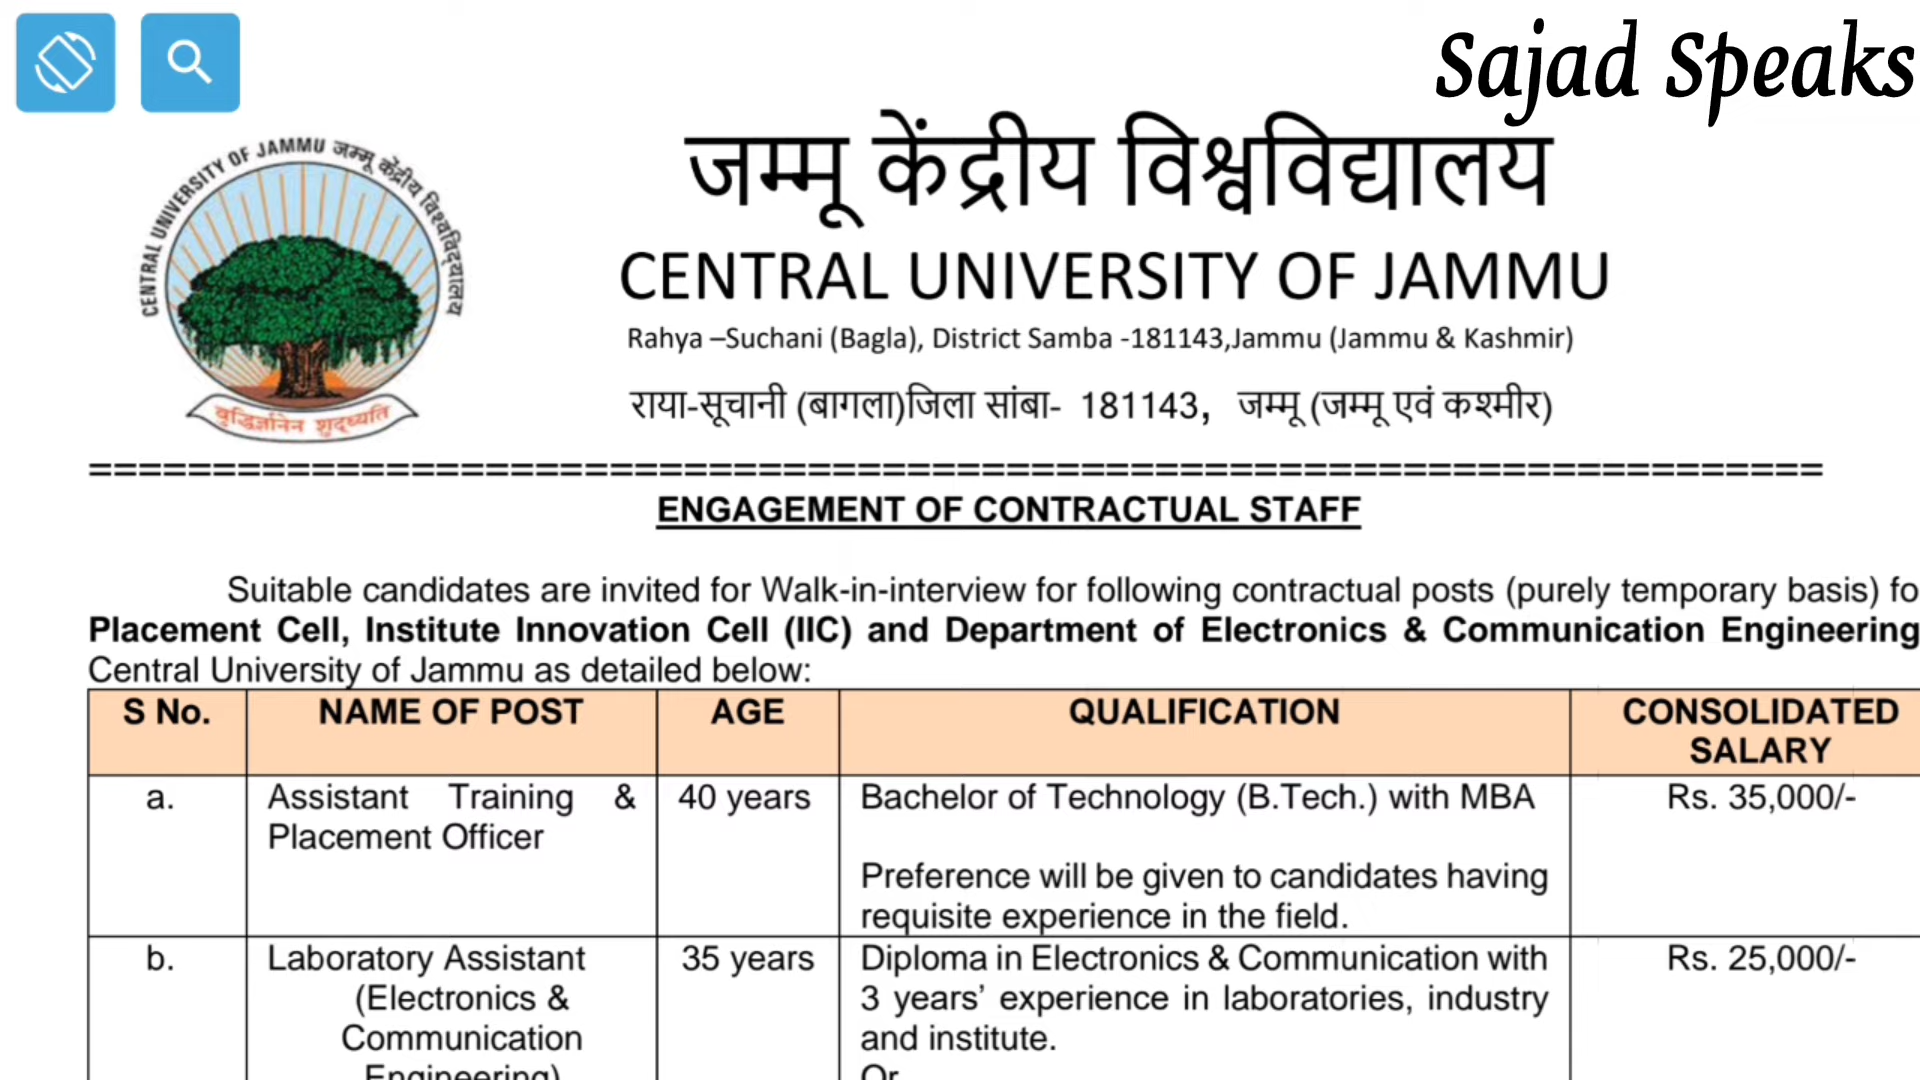 Sajad Speaks
CENTRAL UNIVERSITY OF JAMMU जम्मू केंद्रीय विश्वविद्यालय
जम्मू केंद्रीय विश्वविद्यालय
CENTRAL UNIVERSITY OF JAMMU
Rahya –Suchani (Bagla), District Samba -181143,Jammu (Jammu & Kashmir)
राया-सूचानी (बागला)जिला सांबा- 181143, जम्मू (जम्मू एवं कश्मीर)
ENGAGEMENT OF CONTRACTUAL STAFF
Suitable candidates are invited for Walk-in-interview for following contractual posts (purely temporary basis) fo
Placement Cell, Institute Innovation Cell (IIC) and Department of Electronics & Communication Engineering
Central University of Jammu as detailed below:
S No.
NAME OF POST
AGE
QUALIFICATION
CONSOLIDATED
SALARY
a.
Assistant Training &
Placement Officer
40 years
Bachelor of Technology (B.Tech.) with MBA
Preference will be given to candidates having
requisite experience in the field.
Rs. 35,000/-
b.
Laboratory Assistant
(Electronics &
Communication
Engineering)
35 years
Diploma in Electronics & Communication with
3 years’ experience in laboratories, industry
and institute.
Or
Rs. 25,000/-